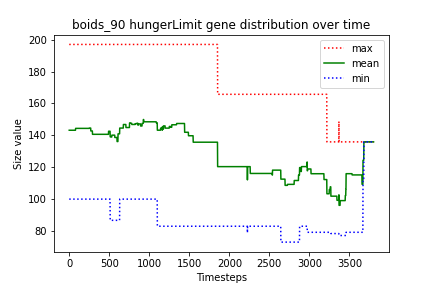 boids_90 hungerLimit gene distribution over time
max
mean
min
Size value
200
180
160
140
120
100
80
0 500 1000 1500 2000 2500 3000 3500
Timesteps